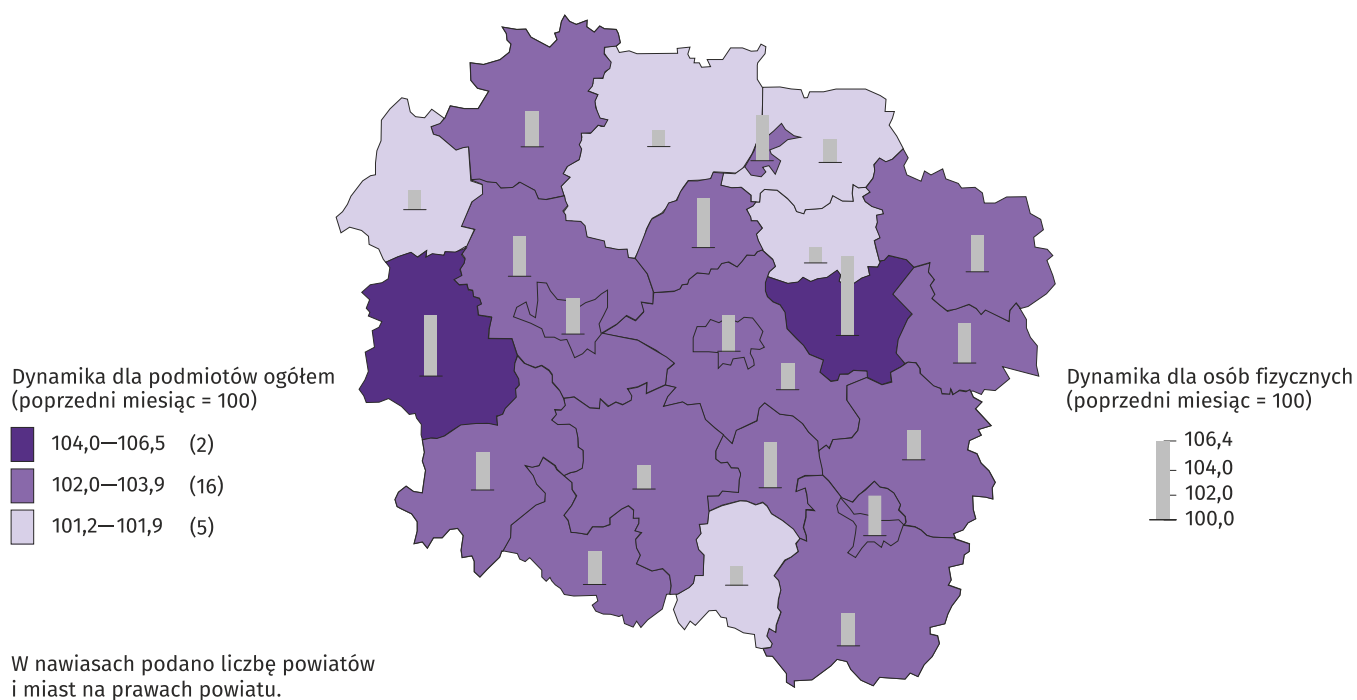 Dynamika dla podmiotów ogółem
(poprzedni miesiąc = 100)
104,0—106,5 (2)
102,0—103,9 (16)
101,2—101,9 (5)
W nawiasach podano liczbę powiatów
i miast na prawach powiatu.
Dynamika dla osób fizycznych
(poprzedni miesiąc = 100)
106,4
104,0
102,0
100,0